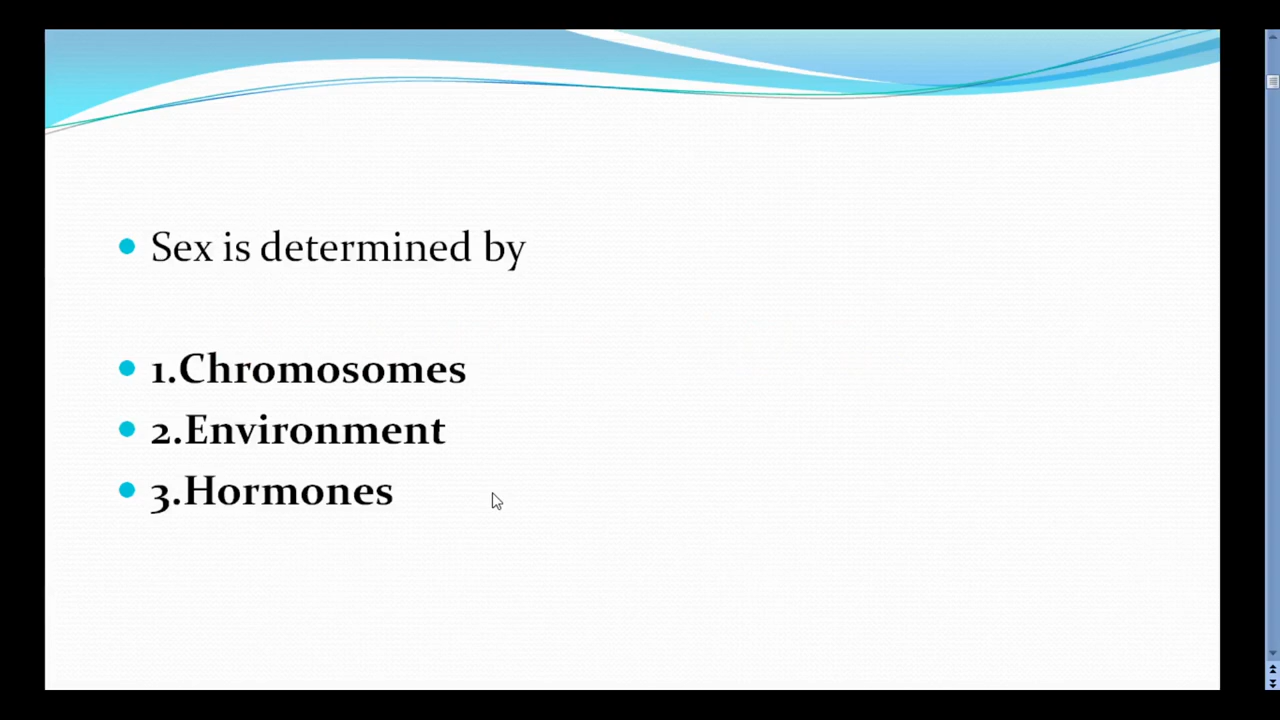 Sex is determined by
1.Chromosomes
2.Environment
3.Hormones